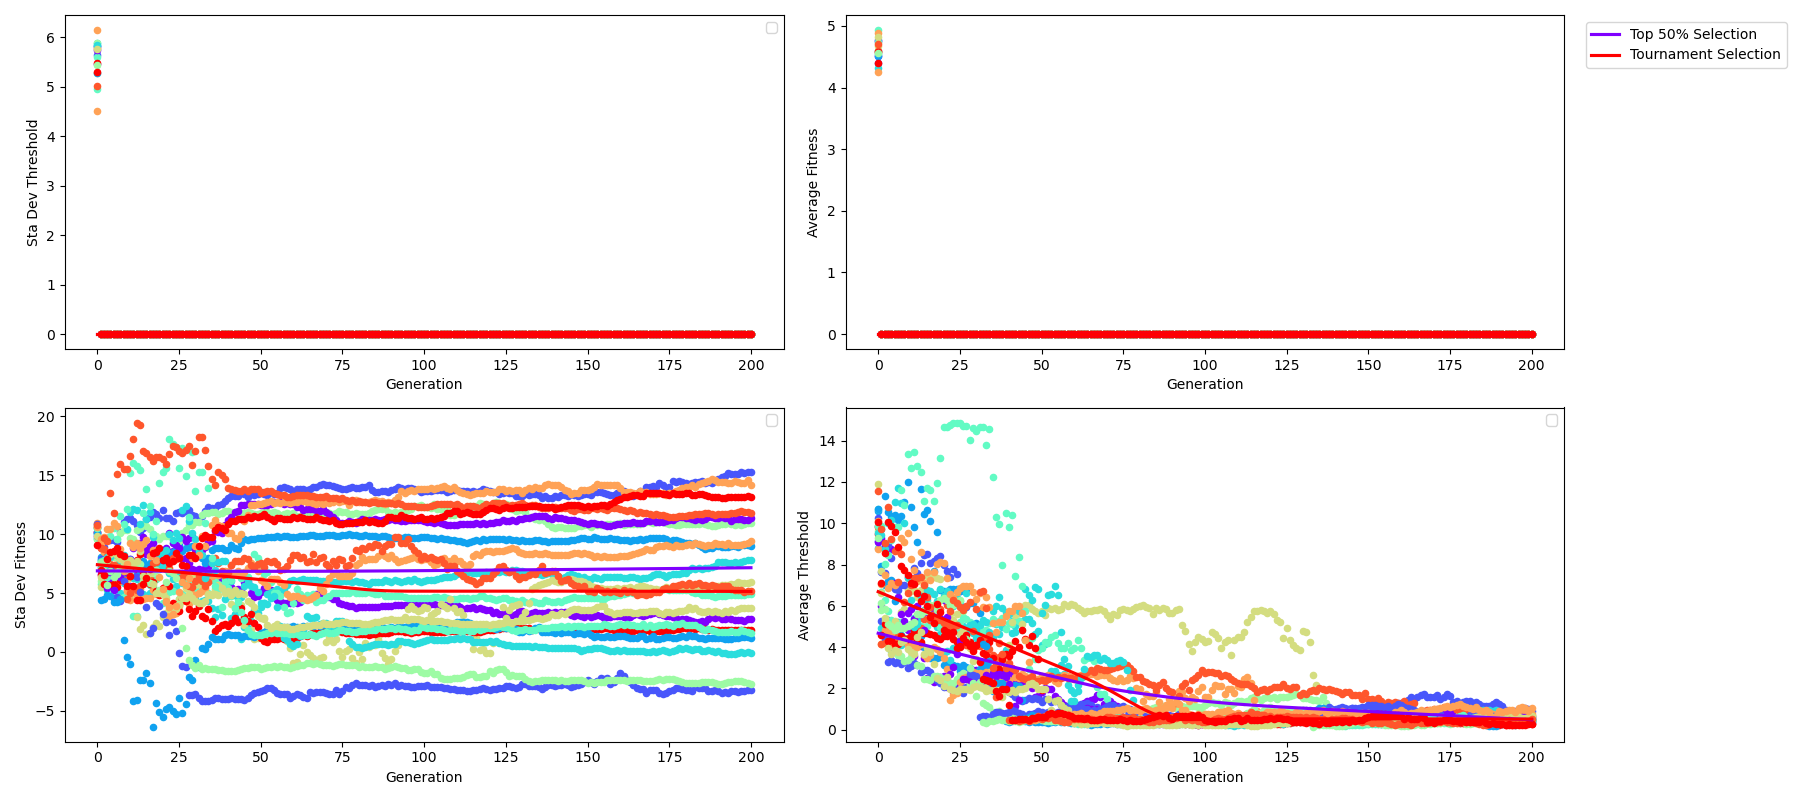 Sta Dev Threshold
6
5
4
3
2
1
0
0 25 50 75 100 125 150 175 200
Generation
Average Fitness
5
4
3
2
1
0
0 25 50 75 100 125 150 175 200
Generation
Top 50% Selection
Tournament Selection
Sta Dev Fitness
20
15
10
5
0
−5
0 25 50 75 100 125 150 175 200
Generation
Average Threshold
14
12
10
8
6
4
2
0
0 25 50 75 100 125 150 175 200
Generation